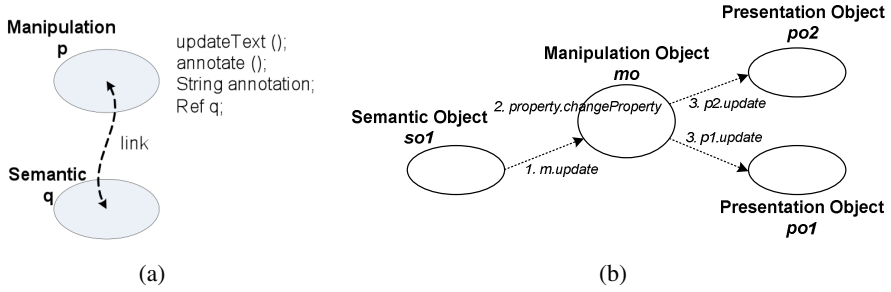 Manipulation
p
updateText ();
annotate ();
String annotation;
Ref q;
link
Semantic
q
(a)
Presentation Object
po2
Manipulation Object
mo
2. property.changeProperty
3. p2.update
Semantic Object
so1
3. p1.update
1. m.update
Presentation Object
po1
(b)